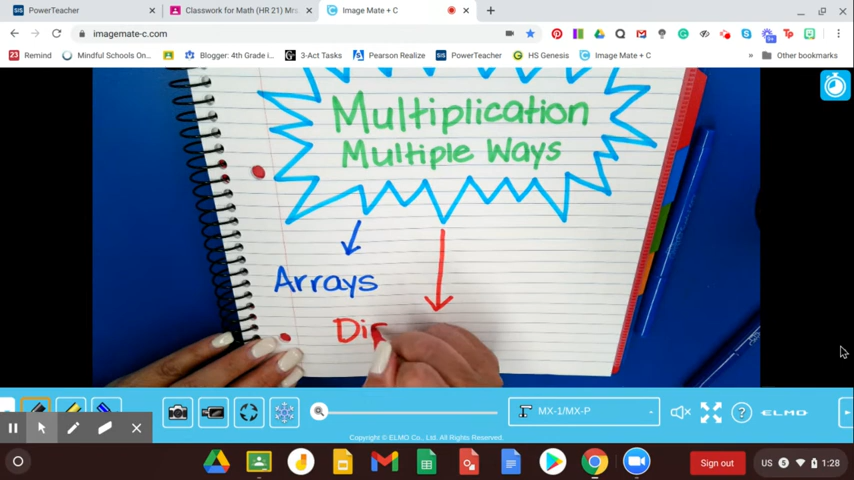 PowerTeacher
Classwork for Math (HR 21) Mrs.
Image Mate + C
imagemate-c.com
Remind
Mindful Schools On...
Blogger: 4th Grade i...
3-Act Tasks
Pearson Realize
PowerTeacher
HS Genesis
Image Mate + C
Other bookmarks
Multiplication
Multiple Ways
Arrays
Dis
MX-1/MX-P
ELMO
Copyright © ELMO Co., Ltd. All Rights Reserved.
Sign out
US
1:28